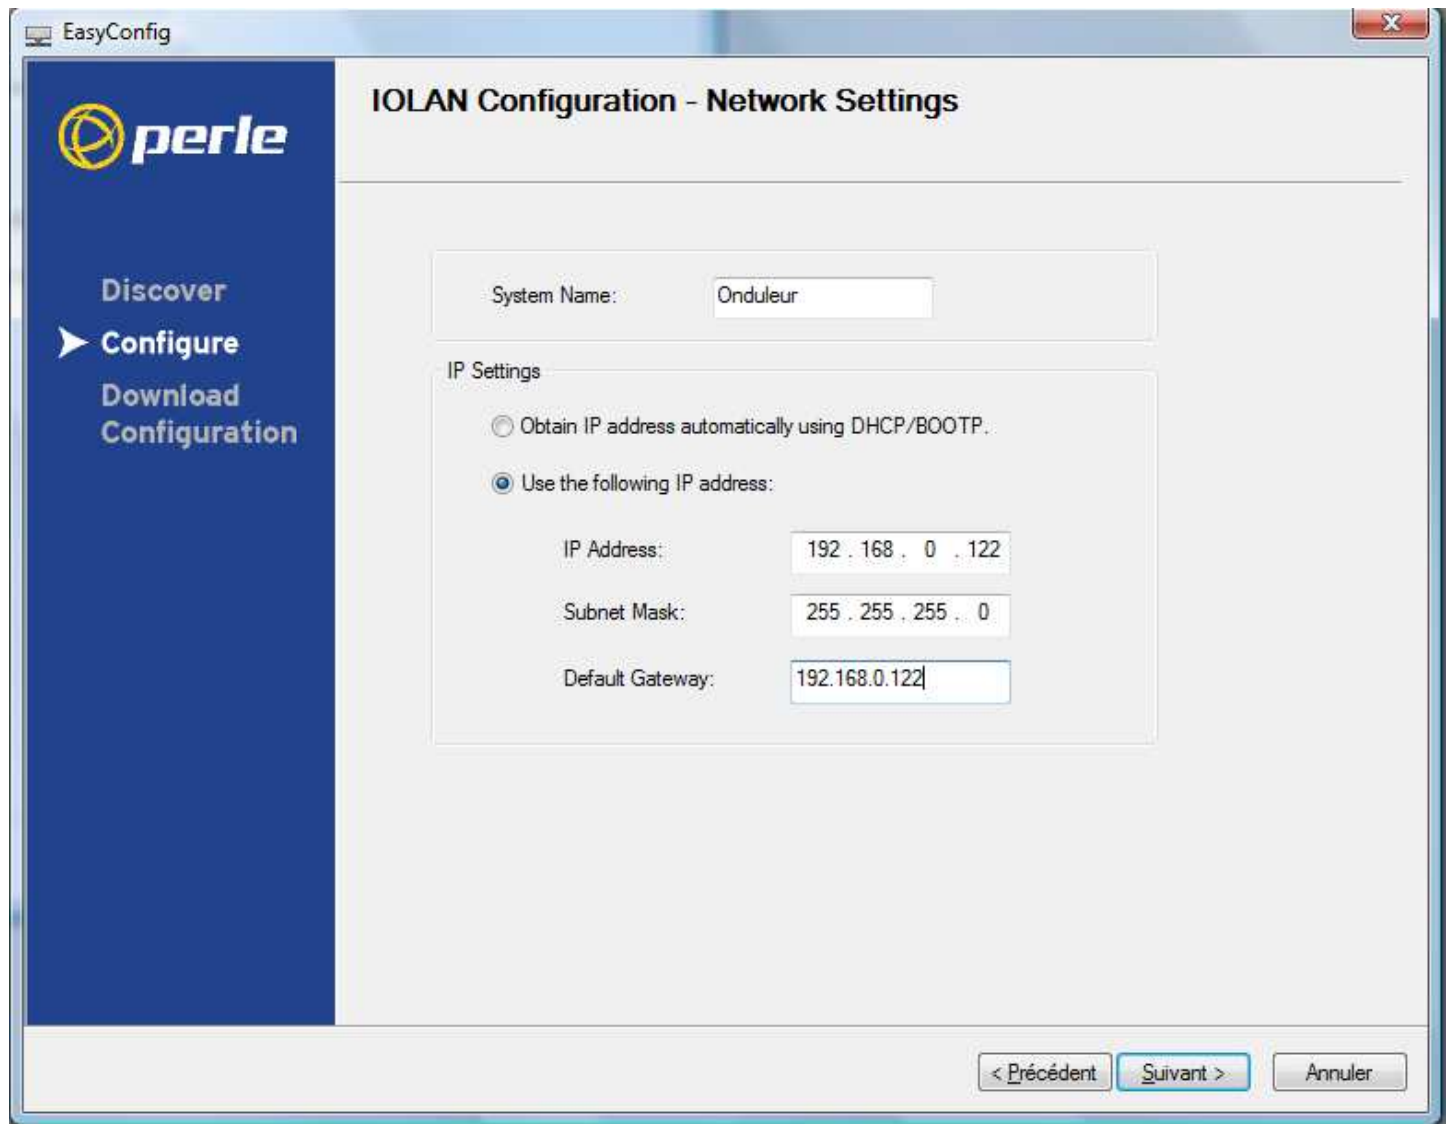 EasyConfig
perle
IOLAN Configuration - Network Settings
Discover
Configure
Download
Configuration
System Name: Onduleur
IP Settings
Obtain IP address automatically using DHCP/BOOTP.
Use the following IP address:
IP Address: 192 . 168 . 0 . 122
Subnet Mask: 255 . 255 . 255 . 0
Default Gateway: 192.168.0.122
< Précédent Suivant > Annuler